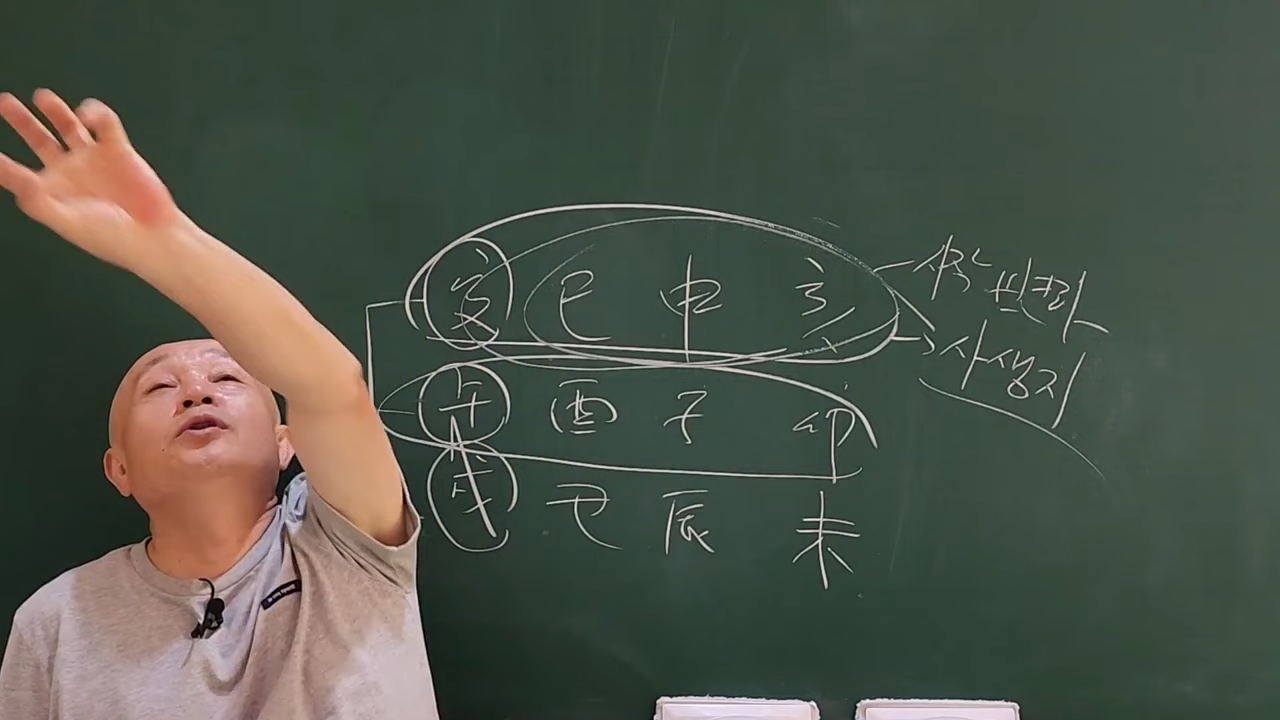 寅 巳 申 亥
午 酉 子 卯
戌 丑 辰 未
사생지